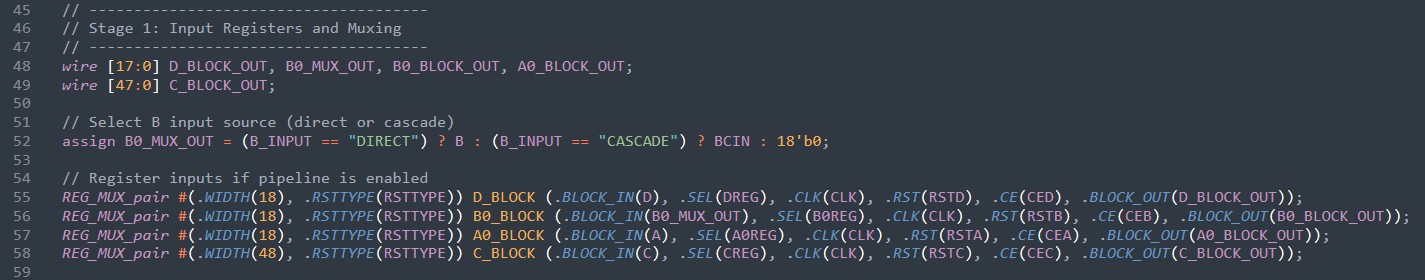 45 // --------------------------------------
46 // Stage 1: Input Registers and Muxing
47 // --------------------------------------
48 wire [17:0] D_BLOCK_OUT, B0_MUX_OUT, B0_BLOCK_OUT, A0_BLOCK_OUT;
49 wire [47:0] C_BLOCK_OUT;
50
51 // Select B input source (direct or cascade)
52 assign B0_MUX_OUT = (B_INPUT == "DIRECT") ? B : (B_INPUT == "CASCADE") ? BCIN : 18'b0;
53
54 // Register inputs if pipeline is enabled
55 REG_MUX_pair #(.WIDTH(18), .RSTTYPE(RSTTYPE)) D_BLOCK (.BLOCK_IN(D), .SEL(DREG), .CLK(CLK), .RST(RSTD), .CE(CED), .BLOCK_OUT(D_BLOCK_OUT));
56 REG_MUX_pair #(.WIDTH(18), .RSTTYPE(RSTTYPE)) B0_BLOCK (.BLOCK_IN(B0_MUX_OUT), .SEL(B0REG), .CLK(CLK), .RST(RSTB), .CE(CEB), .BLOCK_OUT(B0_BLOCK_OUT));
57 REG_MUX_pair #(.WIDTH(18), .RSTTYPE(RSTTYPE)) A0_BLOCK (.BLOCK_IN(A), .SEL(A0REG), .CLK(CLK), .RST(RSTA), .CE(CEA), .BLOCK_OUT(A0_BLOCK_OUT));
58 REG_MUX_pair #(.WIDTH(48), .RSTTYPE(RSTTYPE)) C_BLOCK (.BLOCK_IN(C), .SEL(CREG), .CLK(CLK), .RST(RSTC), .CE(CEC), .BLOCK_OUT(C_BLOCK_OUT));
59